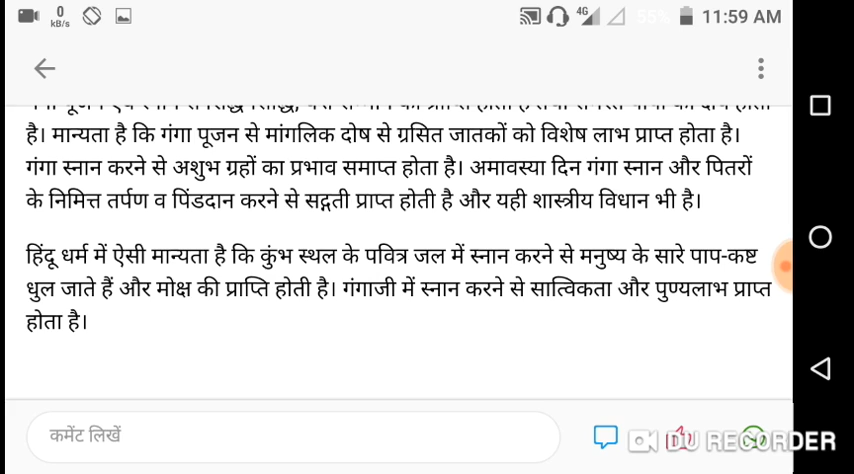 0
kB/s
4G
55%
11:59 AM
है। मान्यता है कि गंगा पूजन से मांगलिक दोष से ग्रसित जातकों को विशेष लाभ प्राप्त होता है।
गंगा स्नान करने से अशुभ ग्रहों का प्रभाव समाप्त होता है। अमावस्या दिन गंगा स्नान और पितरों
के निमित्त तर्पण व पिंडदान करने से सद्गती प्राप्त होती है और यही शास्त्रीय विधान भी है।
हिंदू धर्म में ऐसी मान्यता है कि कुंभ स्थल के पवित्र जल में स्नान करने से मनुष्य के सारे पाप-कष्ट
धुल जाते हैं और मोक्ष की प्राप्ति होती है। गंगाजी में स्नान करने से सात्विकता और पुण्यलाभ प्राप्त
होता है।
कमेंट लिखें
DU RECORDER